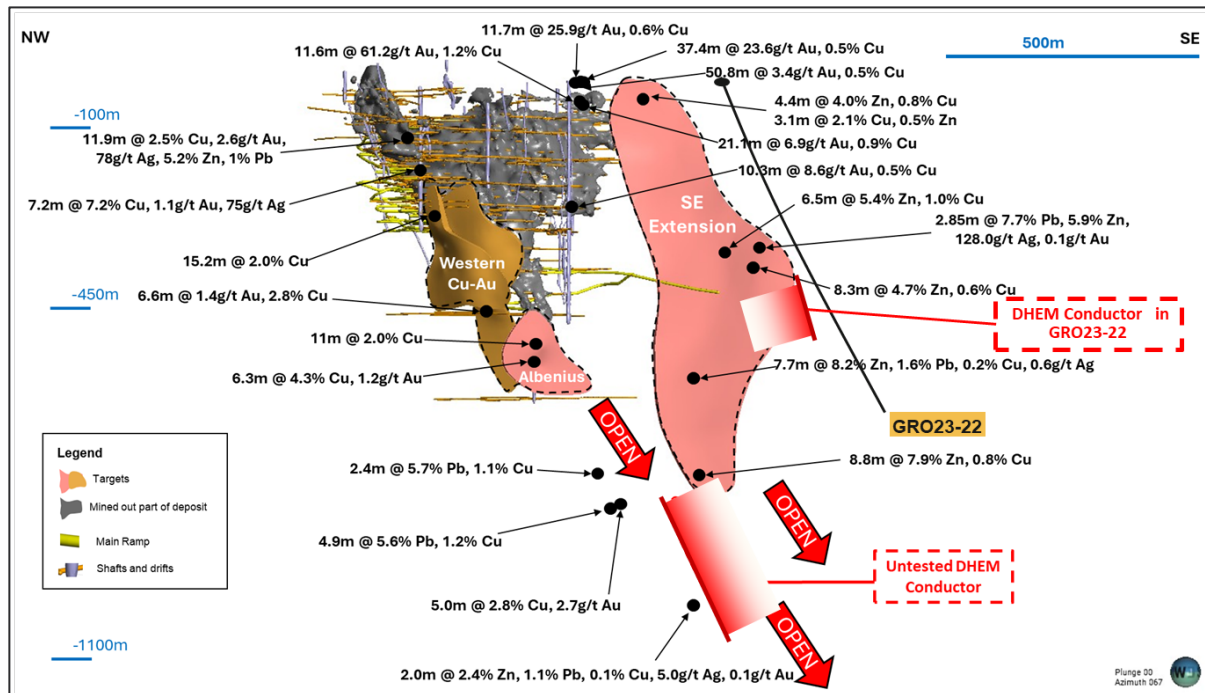 NW
SE
500m
11.7m @ 25.9g/t Au, 0.6% Cu
11.6m @ 61.2g/t Au, 1.2% Cu
37.4m @ 23.6g/t Au, 0.5% Cu
50.8m @ 3.4g/t Au, 0.5% Cu
4.4m @ 4.0% Zn, 0.8% Cu
3.1m @ 2.1% Cu, 0.5% Zn
-100m
11.9m @ 2.5% Cu, 2.6g/t Au,
78g/t Ag, 5.2% Zn, 1% Pb
21.1m @ 6.9g/t Au, 0.9% Cu
10.3m @ 8.6g/t Au, 0.5% Cu
7.2m @ 7.2% Cu, 1.1g/t Au, 75g/t Ag
SE
Extension
6.5m @ 5.4% Zn, 1.0% Cu
2.85m @ 7.7% Pb, 5.9% Zn,
128.0g/t Ag, 0.1g/t Au
15.2m @ 2.0% Cu
Western
Cu-Au
8.3m @ 4.7% Zn, 0.6% Cu
-450m
6.6m @ 1.4g/t Au, 2.8% Cu
DHEM Conductor in
GRO23-22
11m @ 2.0% Cu
7.7m @ 8.2% Zn, 1.6% Pb, 0.2% Cu, 0.6g/t Ag
6.3m @ 4.3% Cu, 1.2g/t Au
Albenius
OPEN
GRO23-22
Legend
Targets
Mined out part of deposit
Main Ramp
Shafts and drifts
2.4m @ 5.7% Pb, 1.1% Cu
8.8m @ 7.9% Zn, 0.8% Cu
OPEN
4.9m @ 5.6% Pb, 1.2% Cu
Untested DHEM
Conductor
5.0m @ 2.8% Cu, 2.7g/t Au
OPEN
-1100m
2.0m @ 2.4% Zn, 1.1% Pb, 0.1% Cu, 5.0g/t Ag, 0.1g/t Au
Plunge 00
Azimuth 067